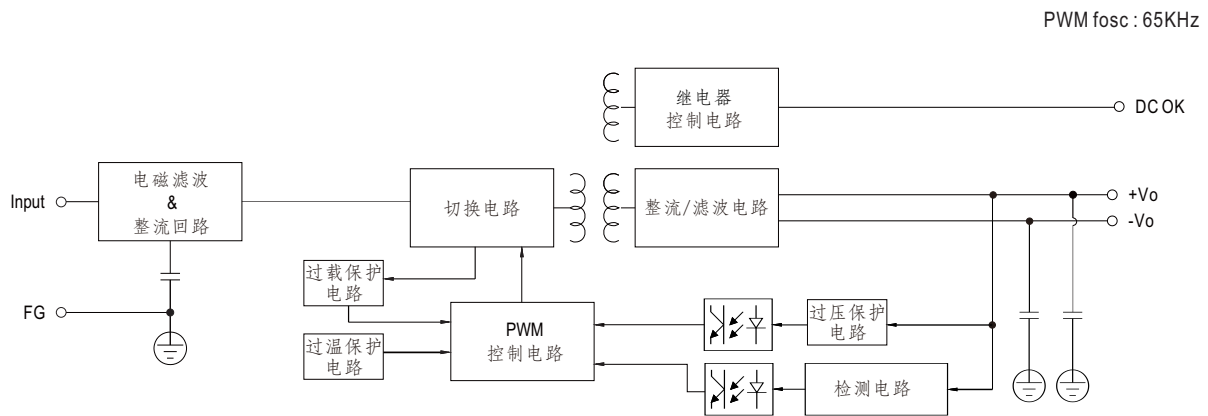 PWM fosc : 65KHz
继电器
控制电路
DC OK
Input
电磁滤波
&
整流回路
切换电路
整流/滤波电路
+Vo
-Vo
过载保护
电路
FG
PWM
控制电路
过压保护
电路
过温保护
电路
检测电路